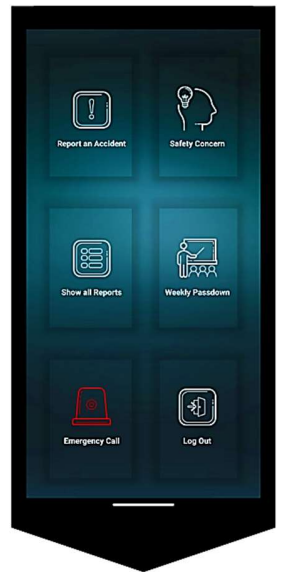 Report an Accident
Safety Concern
Show all Reports
Weekly Passdown
Emergency Call
Log Out